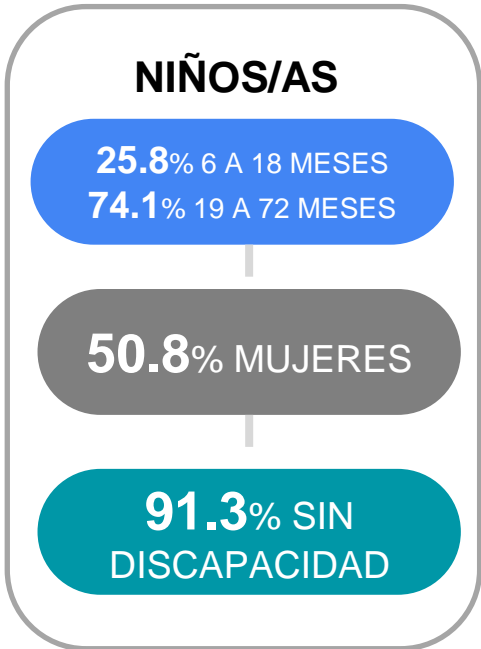 NIÑOS/AS
25.8% 6 A 18 MESES
74.1% 19 A 72 MESES
50.8% MUJERES
91.3% SIN
DISCAPACIDAD